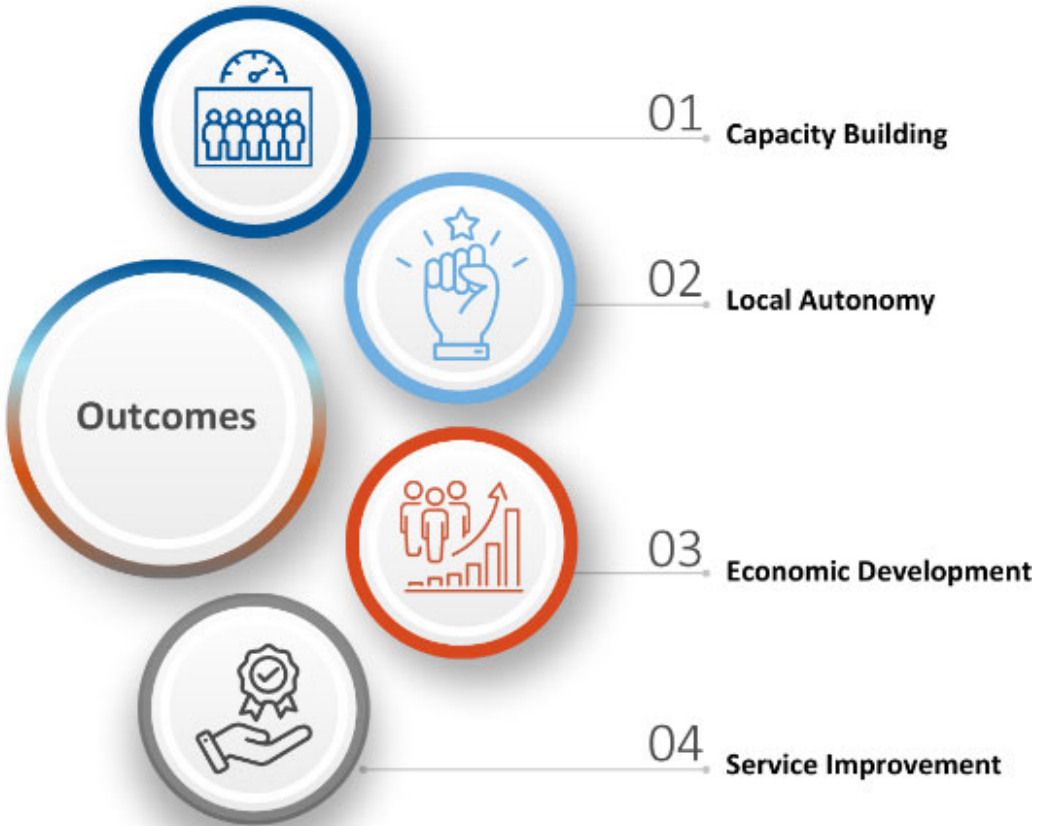 01
Capacity Building
02
Local Autonomy
Outcomes
03
Economic Development
04
Service Improvement